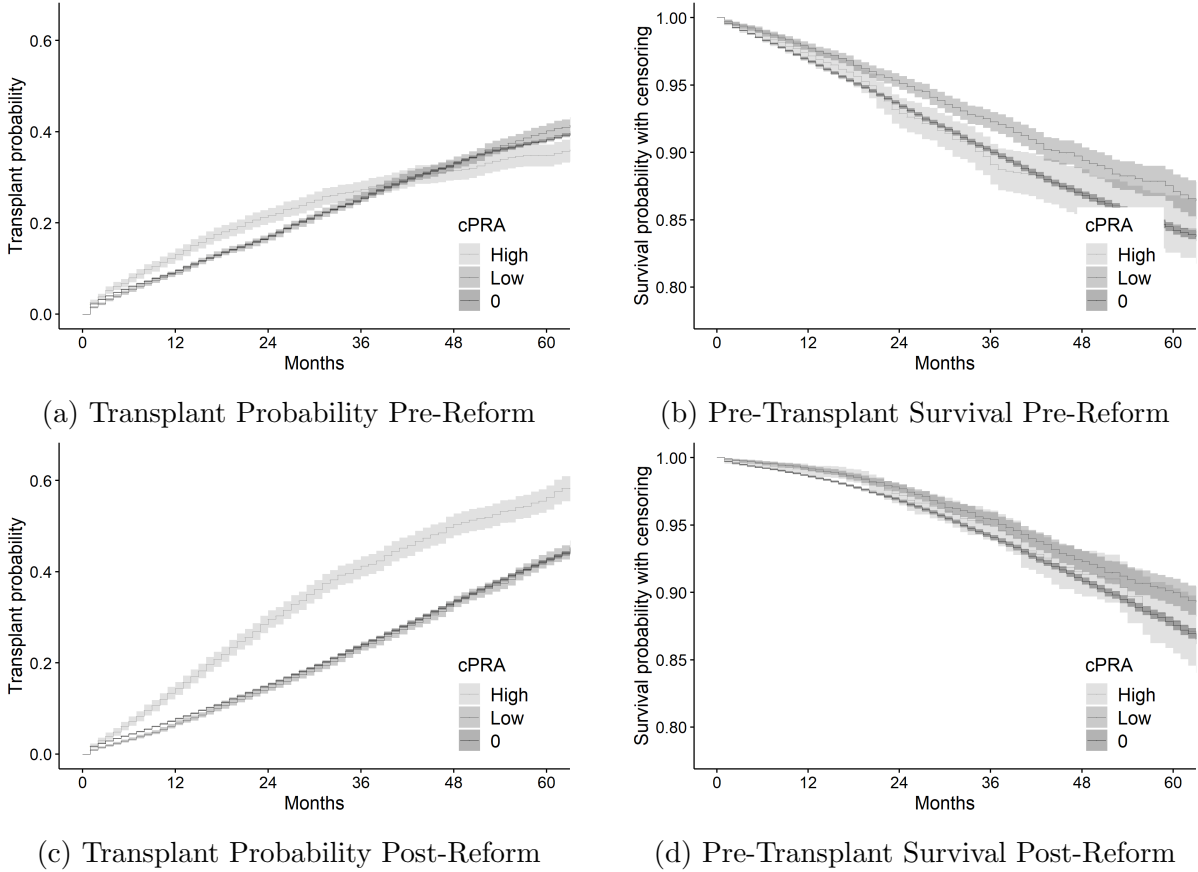 Transplant probability
0.6
0.4
0.2
0.0
0 12 24 36 48 60
Months
cPRA
High
Low
0
(a) Transplant Probability Pre-Reform
Survival probability with censoring
1.00
0.95
0.90
0.85
0.80
0 12 24 36 48 60
Months
cPRA
High
Low
0
(b) Pre-Transplant Survival Pre-Reform
Transplant probability
0.6
0.4
0.2
0.0
0 12 24 36 48 60
Months
cPRA
High
Low
0
(c) Transplant Probability Post-Reform
Survival probability with censoring
1.00
0.95
0.90
0.85
0.80
0 12 24 36 48 60
Months
cPRA
High
Low
0
(d) Pre-Transplant Survival Post-Reform